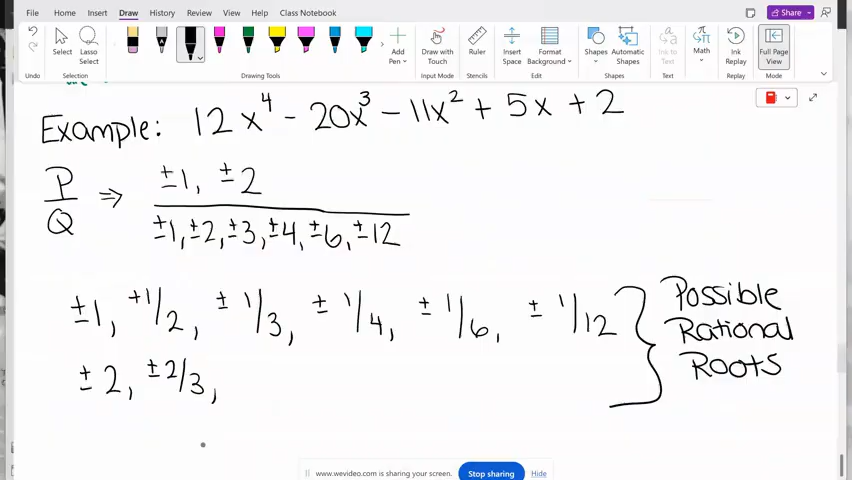 File Home Insert Draw History Review View Help Class Notebook Share
Undo Select Lasso Select Add Pen Draw with Touch Ruler Insert Space Format Background Shapes Automatic Shapes Ink to Text Math Ink Replay Full Page View
Undo Selection Drawing Tools Input Mode Stencils Edit Shapes Text Math Replay Mode
Example: 12x⁴ - 20x³ - 11x² + 5x + 2
P/Q ⇒ ±1, ±2
±1, ±2, ±3, ±4, ±6, ±12
±1, +1/2, ± 1/3, ± 1/4, ± 1/6, ± 1/12
±2, ±2/3,
Possible
Rational
Roots
www.wevideo.com is sharing your screen. Stop sharing Hide